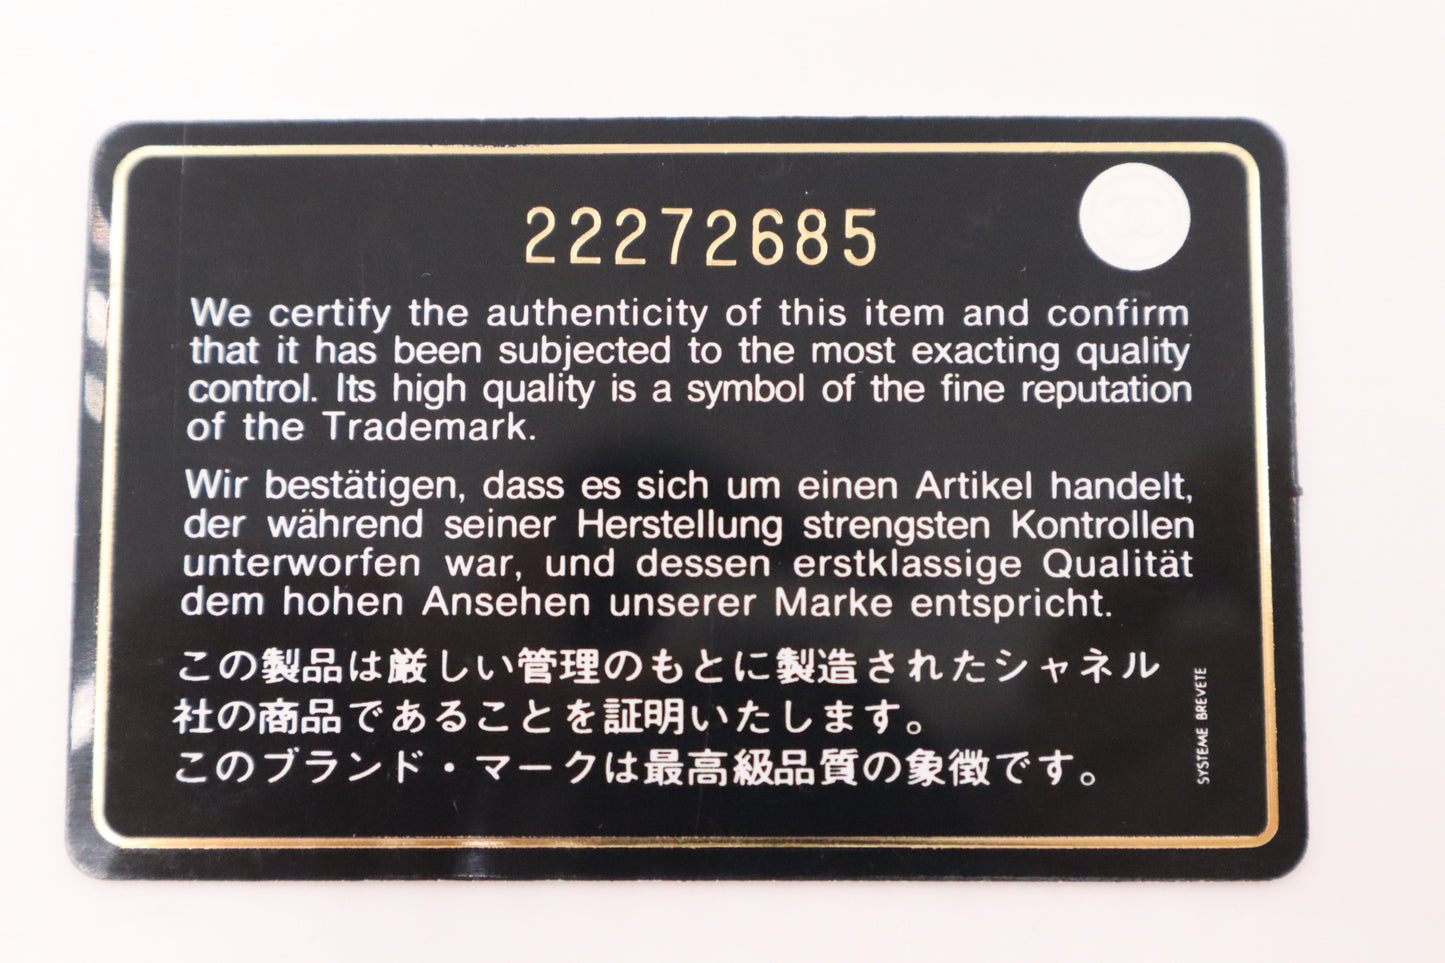 22272685
We certify the authenticity of this item and confirm
that it has been subjected to the most exacting quality
control. Its high quality is a symbol of the fine reputation
of the Trademark.
Wir bestätigen, dass es sich um einen Artikel handelt,
der während seiner Herstellung strengsten Kontrollen
unterworfen war, und dessen erstklassige Qualität
dem hohen Ansehen unserer Marke entspricht.
この製品は厳しい管理のもとに製造されたシャネル
社の商品であることを証明いたします。
このブランド・マークは最高級品質の象徴です。
SYSTEME BREVETE